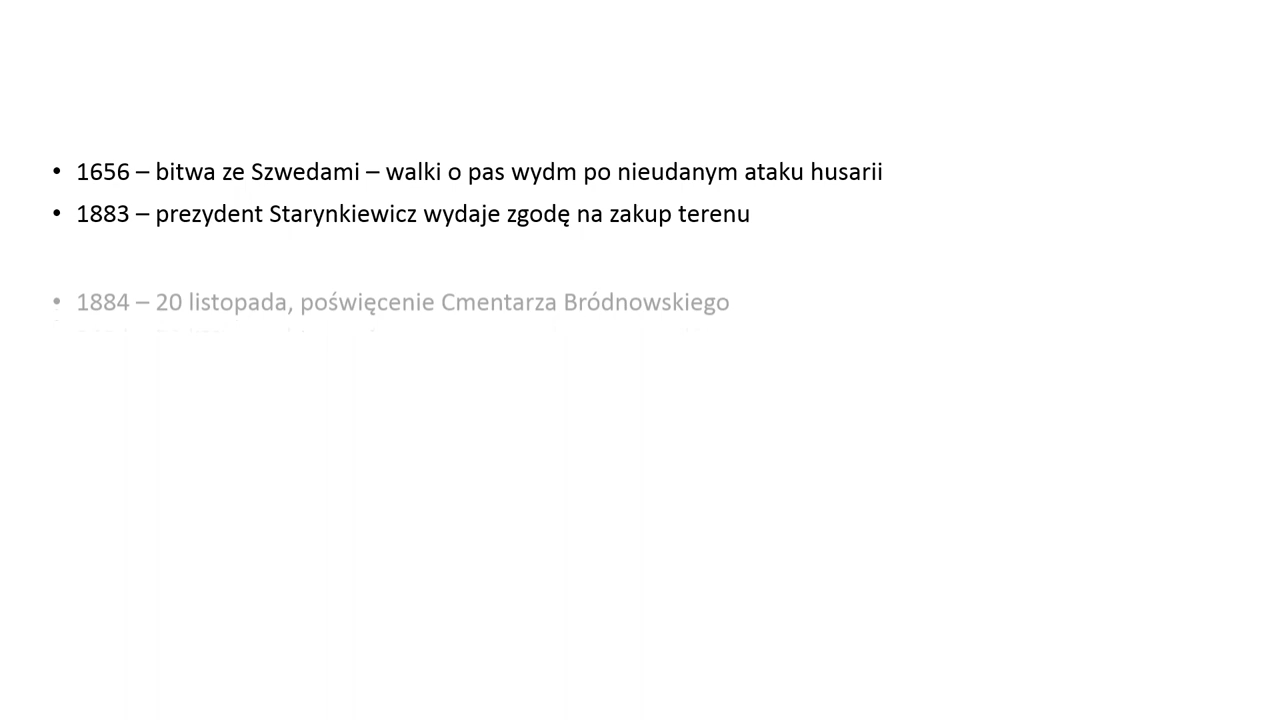 • 1656 – bitwa ze Szwedami – walki o pas wydm po nieudanym ataku husarii
• 1883 – prezydent Starynkiewicz wydaje zgodę na zakup terenu
• 1884 – 20 listopada, poświęcenie Cmentarza Bródnowskiego